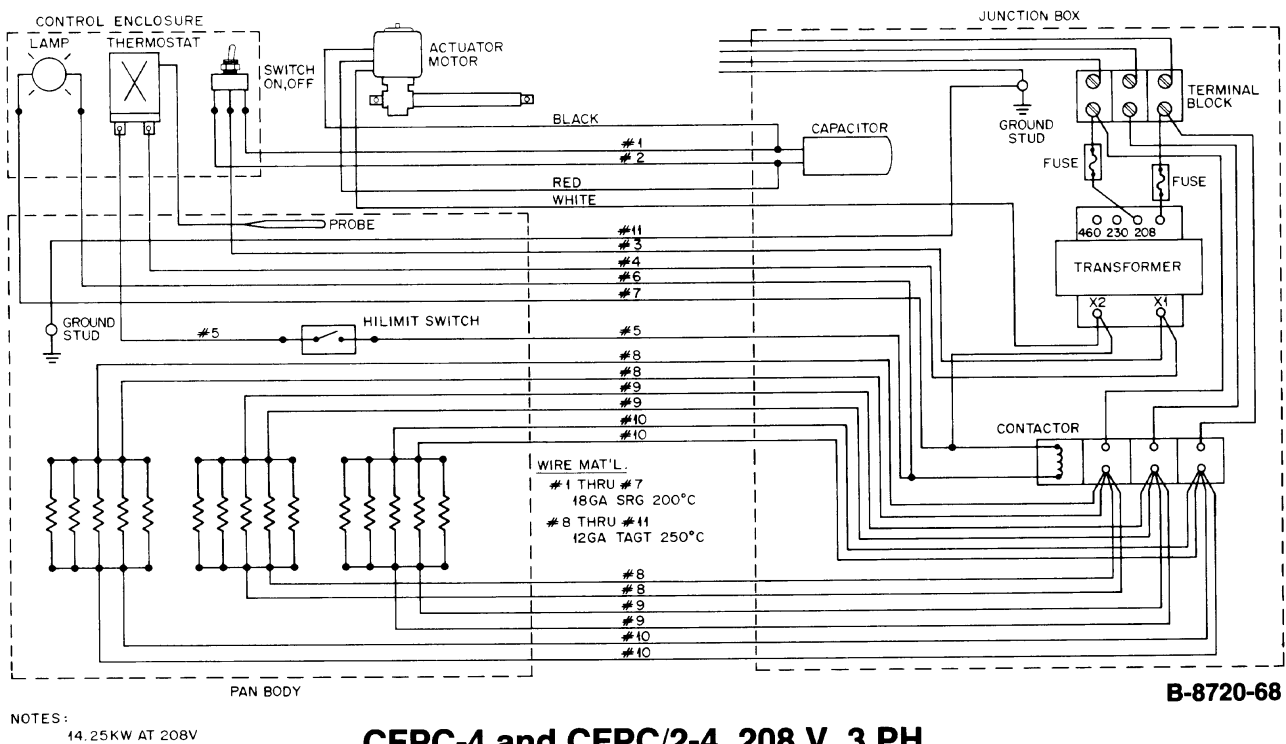 CONTROL ENCLOSURE
JUNCTION BOX
LAMP
THERMOSTAT
SWITCH
ON,OFF
ACTUATOR
MOTOR
TERMINAL
BLOCK
GROUND
STUD
BLACK
#1
#2
CAPACITOR
FUSE
FUSE
RED
WHITE
PROBE
460 230 208
#11
#3
#4
#6
#7
TRANSFORMER
X2
X1
GROUND
STUD
#5
HILIMIT SWITCH
#5
#8
#8
#9
#9
#10
#10
CONTACTOR
WIRE MAT'L.
#1 THRU #7
18GA SRG 200°C
#8 THRU #11
12GA TAGT 250°C
#8
#8
#9
#9
#10
#10
PAN BODY
B-8720-68
NOTES:
14.25KW AT 208V
CEPC-4 and CEPC/2-4, 208 V, 3 PH